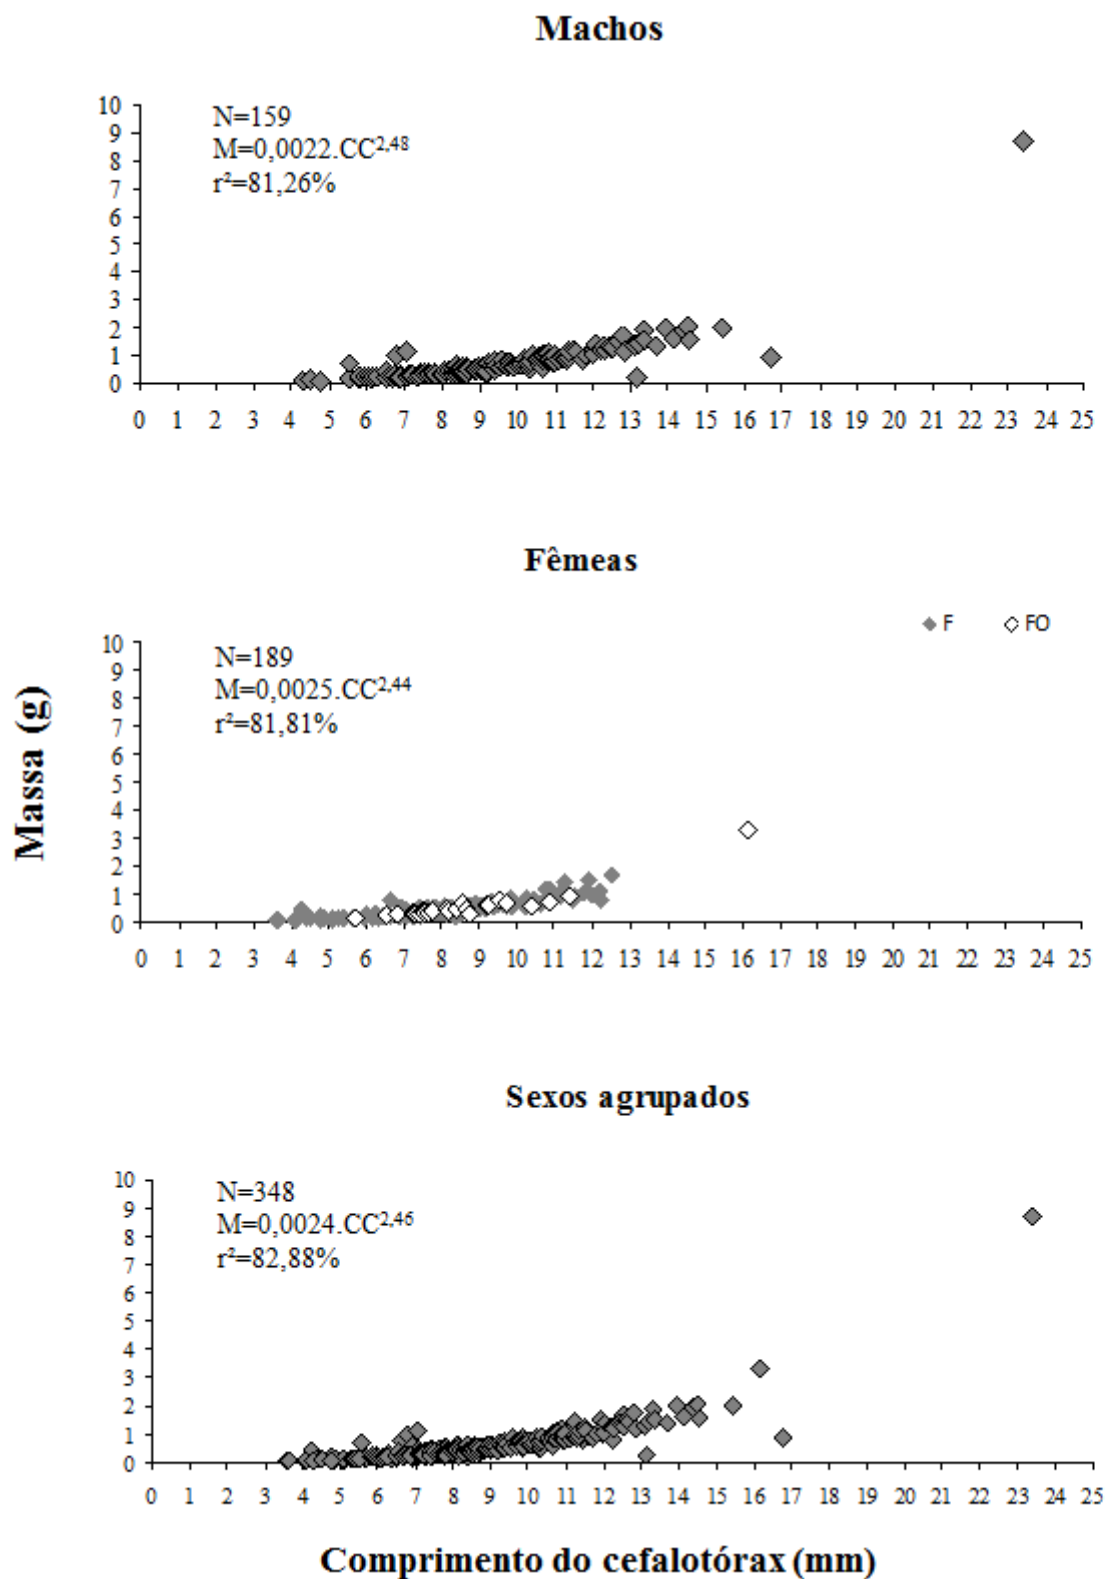 Machos
10
9
8
7
6
5
4
3
2
1
0
N=159
M=0,0022.CC^2,48
r²=81,26%
0 1 2 3 4 5 6 7 8 9 10 11 12 13 14 15 16 17 18 19 20 21 22 23 24 25
Fêmeas
F FO
10
9
8
7
6
5
4
3
2
1
0
N=189
M=0,0025.CC^2,44
r²=81,81%
0 1 2 3 4 5 6 7 8 9 10 11 12 13 14 15 16 17 18 19 20 21 22 23 24 25
Massa (g)
Sexos agrupados
10
9
8
7
6
5
4
3
2
1
0
N=348
M=0,0024.CC^2,46
r²=82,88%
0 1 2 3 4 5 6 7 8 9 10 11 12 13 14 15 16 17 18 19 20 21 22 23 24 25
Comprimento do cefalotórax (mm)